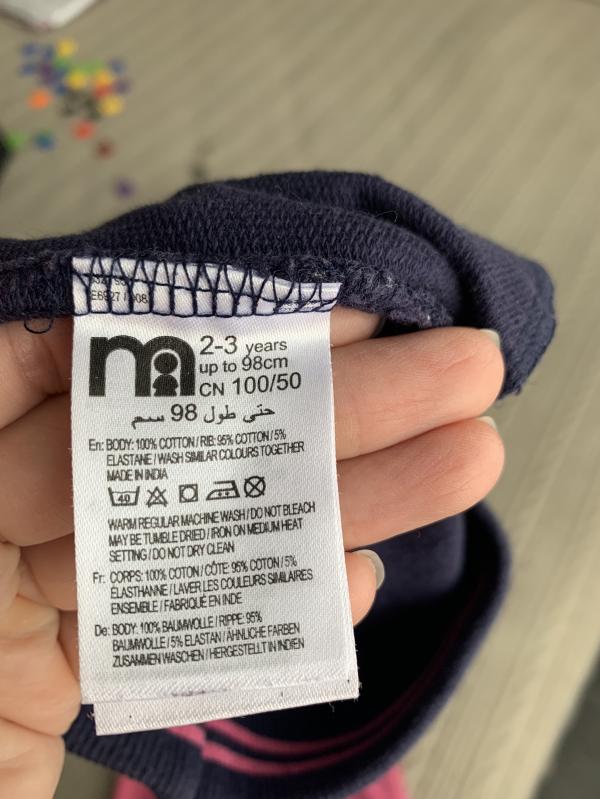 2-3 years
up to 98cm
CN 100/50
حتى طول 98 سم
En: BODY: 100% COTTON / RIB: 95% COTTON / 5%
ELASTANE / WASH SIMILAR COLOURS TOGETHER
MADE IN INDIA
40
WARM REGULAR MACHINE WASH / DO NOT BLEACH
MAY BE TUMBLE DRIED / IRON ON MEDIUM HEAT
SETTING / DO NOT DRY CLEAN
Fr: CORPS: 100% COTON / CÔTE: 95% COTON / 5%
ÉLASTHANNE / LAVER LES COULEURS SIMILAIRES
ENSEMBLE / FABRIQUÉ EN INDE
De: BODY: 100% BAUMWOLLE / RIPPE: 95%
BAUMWOLLE / 5% ELASTAN / ÄHNLICHE FARBEN
ZUSAMMEN WASCHEN / HERGESTELLT IN INDIEN